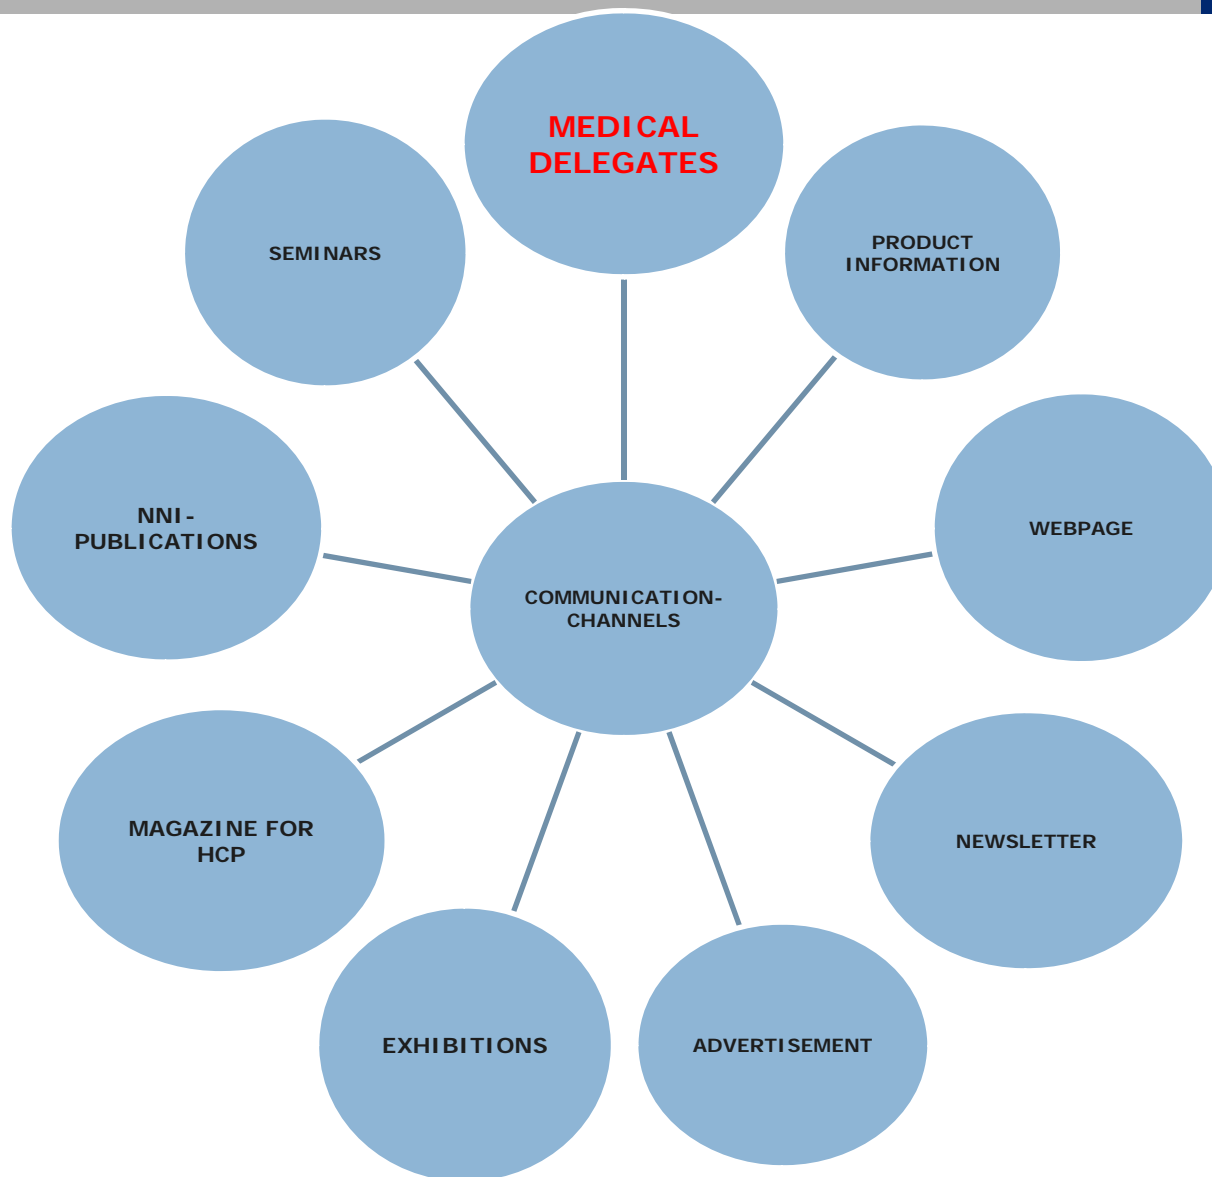 MEDICAL
DELEGATES
SEMINARS
PRODUCT
INFORMATION
NNI-
PUBLICATIONS
WEBPAGE
COMMUNICATION-
CHANNELS
MAGAZINE FOR
HCP
NEWSLETTER
EXHIBITIONS
ADVERTISEMENT